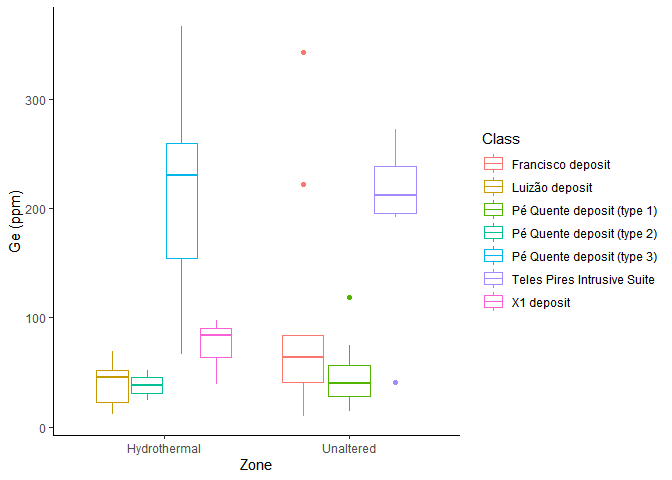 Ge (ppm)
300
200
100
0
Hydrothermal
Unaltered
Zone
Class
Francisco deposit
Luizão deposit
Pé Quente deposit (type 1)
Pé Quente deposit (type 2)
Pé Quente deposit (type 3)
Teles Pires Intrusive Suite
X1 deposit